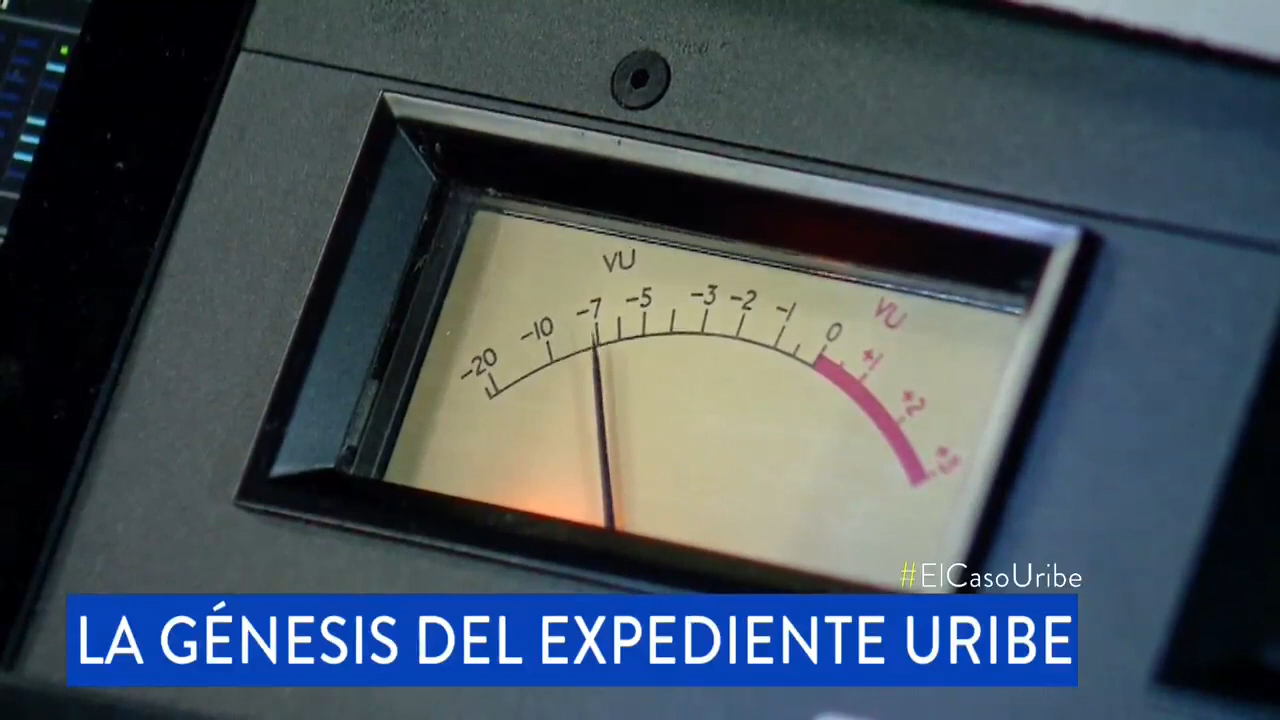 VU
VU
-20 -10 -7 -5 -3 -2 -1 0 +1 +2
#ElCasoUribe
LA GÉNESIS DEL EXPEDIENTE URIBE